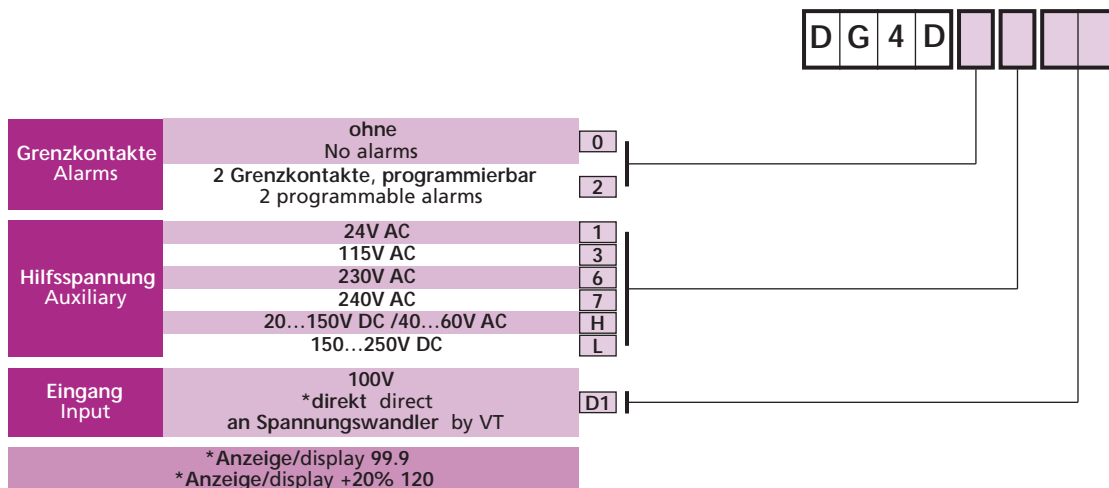 D G 4 D
Grenzkontakte
Alarms
ohne
No alarms
0
2 Grenzkontakte, programmierbar
2 programmable alarms
2
Hilfsspannung
Auxiliary
24V AC 1
115V AC 3
230V AC 6
240V AC 7
20...150V DC /40...60V AC H
150...250V DC L
Eingang
Input
100V
*direkt direct
an Spannungswandler by VT
D1
*Anzeige/display 99.9
*Anzeige/display +20% 120